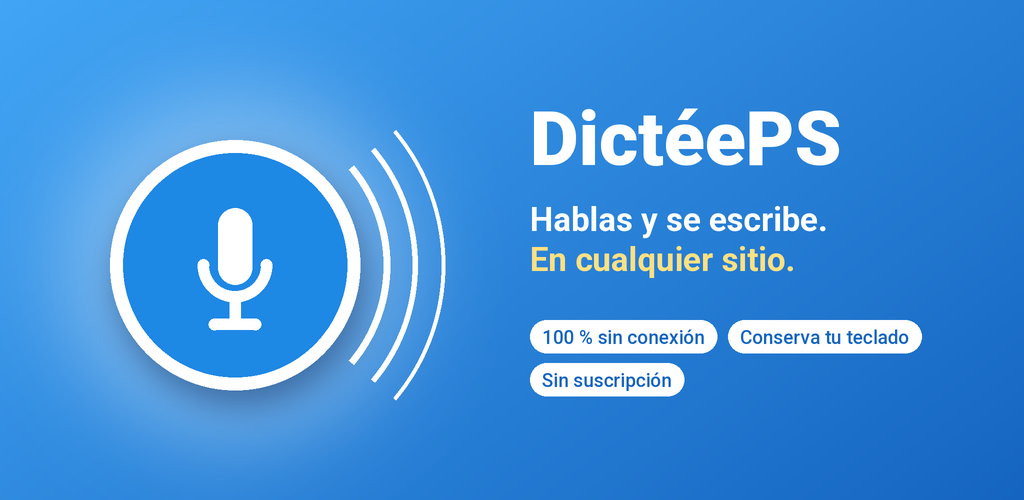 DictéePS
Hablas y se escribe.
En cualquier sitio.
100 % sin conexión
Conserva tu teclado
Sin suscripción